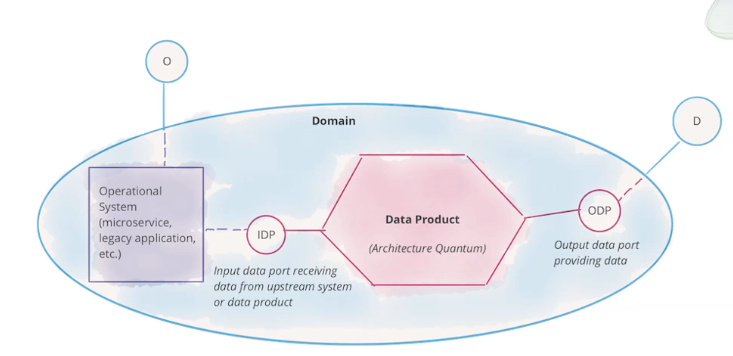 O
D
Domain
Operational
System
(microservice,
legacy application,
etc.)
IDP
Input data port receiving
data from upstream system
or data product
Data Product
(Architecture Quantum)
ODP
Output data port
providing data